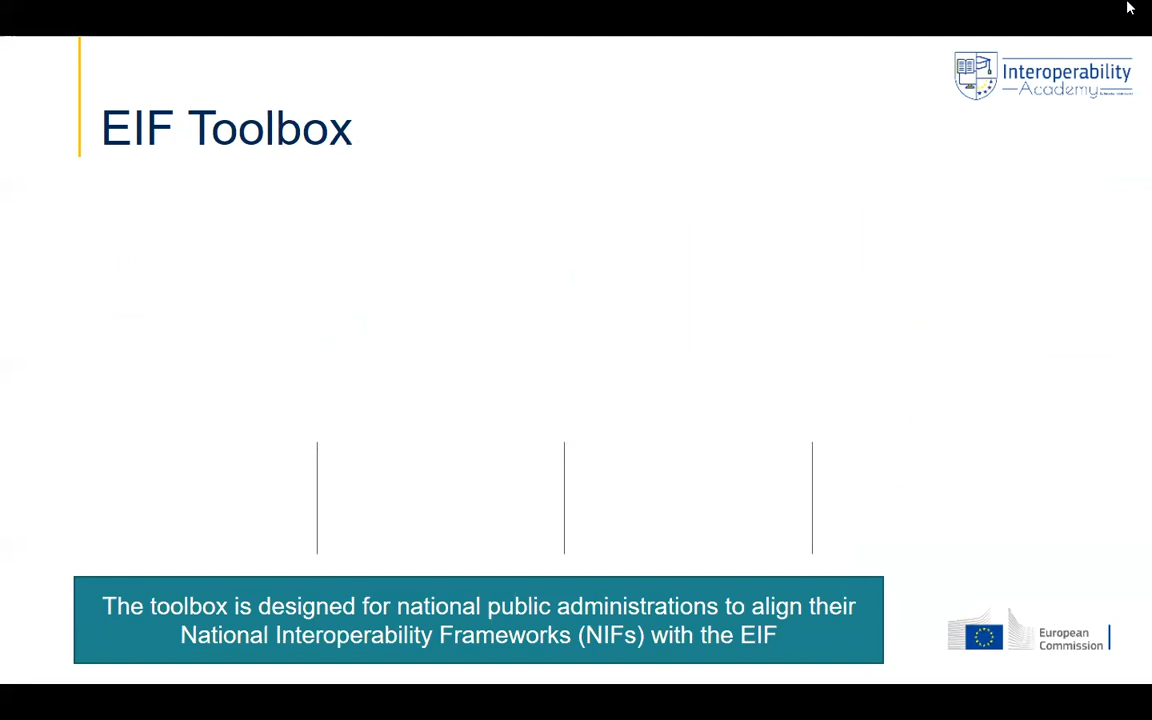 Interoperability
Academy
EIF Toolbox
The toolbox is designed for national public administrations to align their
National Interoperability Frameworks (NIFs) with the EIF
European
Commission